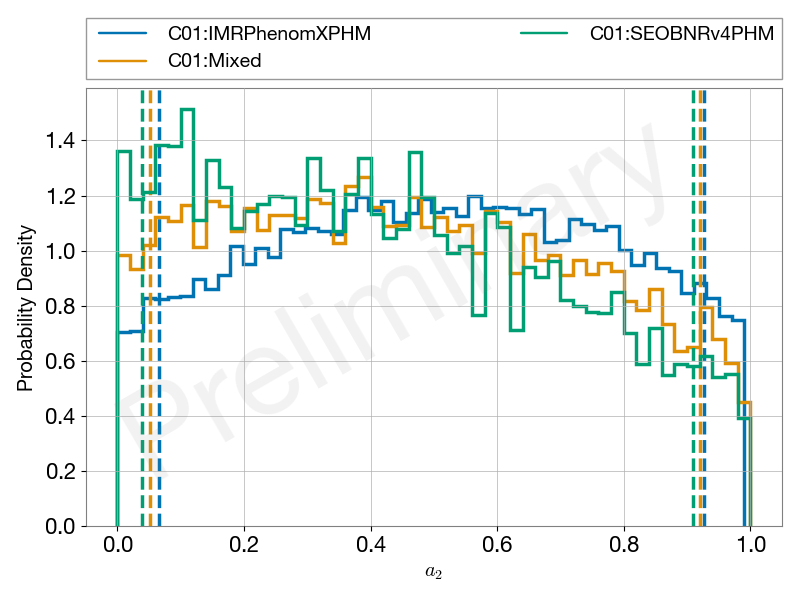 C01:IMRPhenomXPHM
C01:SEOBNRv4PHM
C01:Mixed
Preliminary
Probability Density
1.4
1.2
1.0
0.8
0.6
0.4
0.2
0.0
0.0 0.2 0.4 0.6 0.8 1.0
a₂